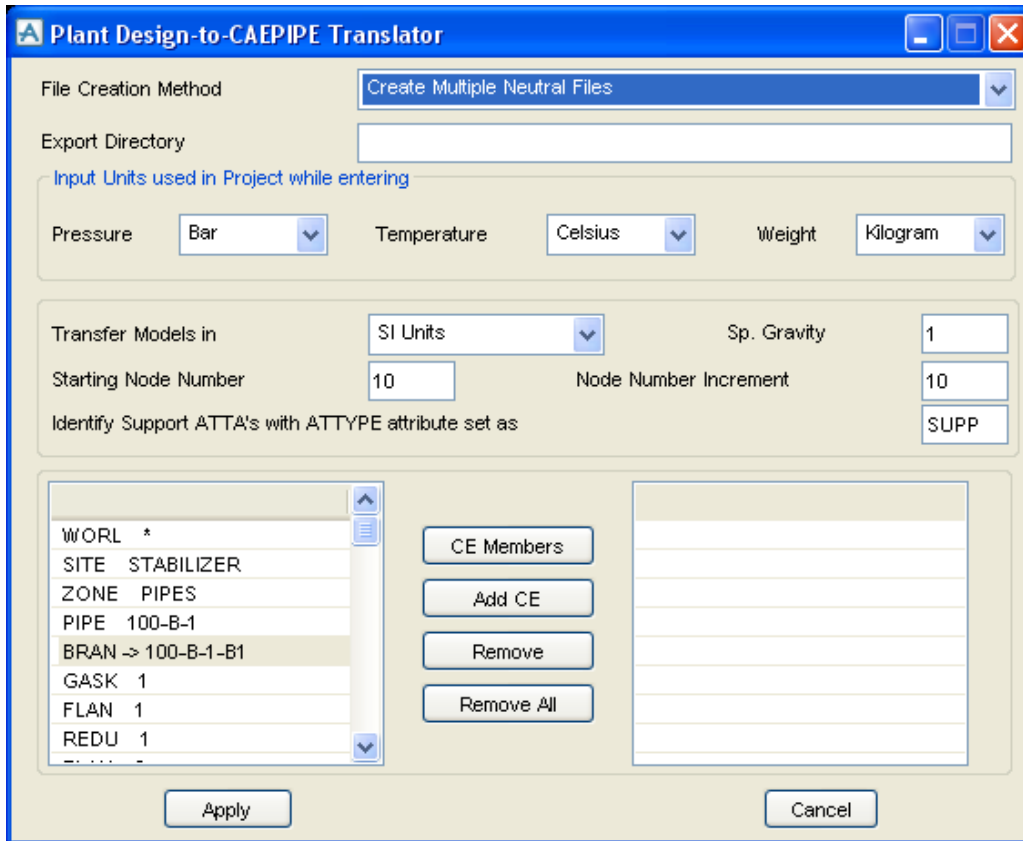 Plant Design-to-CAEPIPE Translator
File Creation Method Create Multiple Neutral Files
Export Directory
Input Units used in Project while entering
Pressure Bar Temperature Celsius Weight Kilogram
Transfer Models in SI Units Sp. Gravity 1
Starting Node Number 10 Node Number Increment 10
Identify Support ATTA's with ATTYPE attribute set as SUPP
WORL *
SITE STABILIZER
ZONE PIPES
PIPE 100-B-1
BRAN -> 100-B-1-B1
GASK 1
FLAN 1
REDU 1
CE Members
Add CE
Remove
Remove All
Apply Cancel